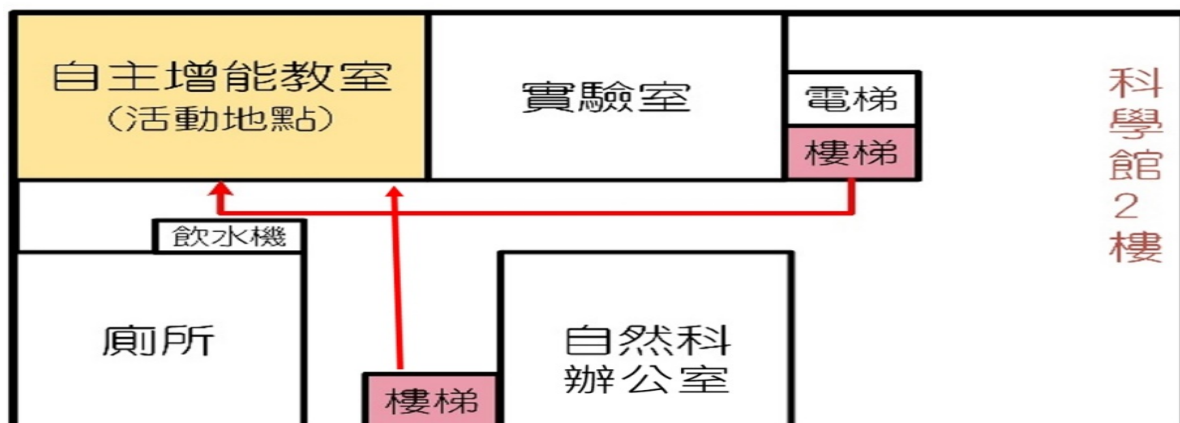 自主增能教室
(活動地點)
實驗室
電梯
樓梯
科學館2樓
飲水機
廁所
樓梯
自然科
辦公室